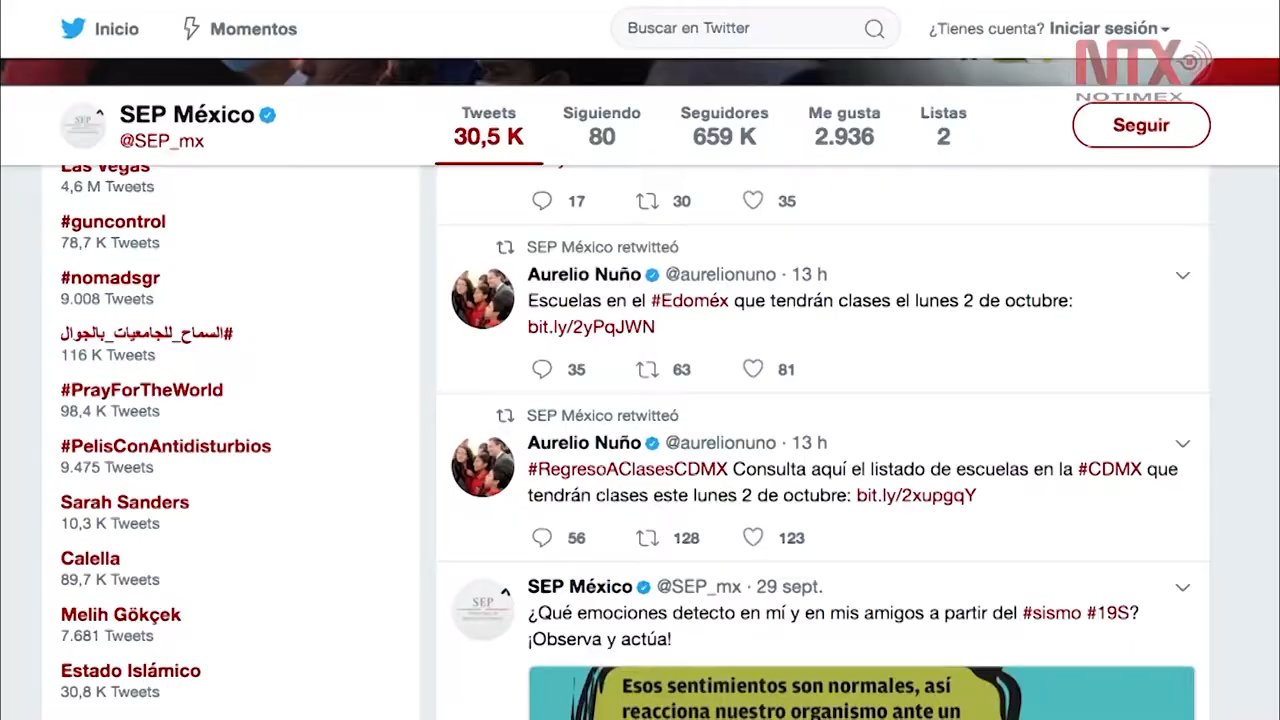 Inicio
Momentos
Buscar en Twitter
¿Tienes cuenta? Iniciar sesión
NTX
NOTIMEX
SEP
SEP México
@SEP_mx
Tweets
30,5 K
Siguiendo
80
Seguidores
659 K
Me gusta
2.936
Listas
2
Seguir
Las Vegas
4,6 M Tweets
#guncontrol
78,7 K Tweets
#nomadsgr
9.008 Tweets
#السماح_للجامعيات_بالجوال
116 K Tweets
#PrayForTheWorld
98,4 K Tweets
#PelisConAntidisturbios
9.475 Tweets
Sarah Sanders
10,3 K Tweets
Calella
89,7 K Tweets
Melih Gökçek
7.681 Tweets
Estado Islámico
30,8 K Tweets
17 30 35
SEP México retwitteó
Aurelio Nuño @aurelionuno · 13 h
Escuelas en el #Edoméx que tendrán clases el lunes 2 de octubre:
bit.ly/2yPqJWN
35 63 81
SEP México retwitteó
Aurelio Nuño @aurelionuno · 13 h
#RegresoAClasesCDMX Consulta aquí el listado de escuelas en la #CDMX que
tendrán clases este lunes 2 de octubre: bit.ly/2xupgqY
56 128 123
SEP
SEP México @SEP_mx · 29 sept.
¿Qué emociones detecto en mí y en mis amigos a partir del #sismo #19S?
¡Observa y actúa!
Esos sentimientos son normales, así
reacciona nuestro organismo ante un